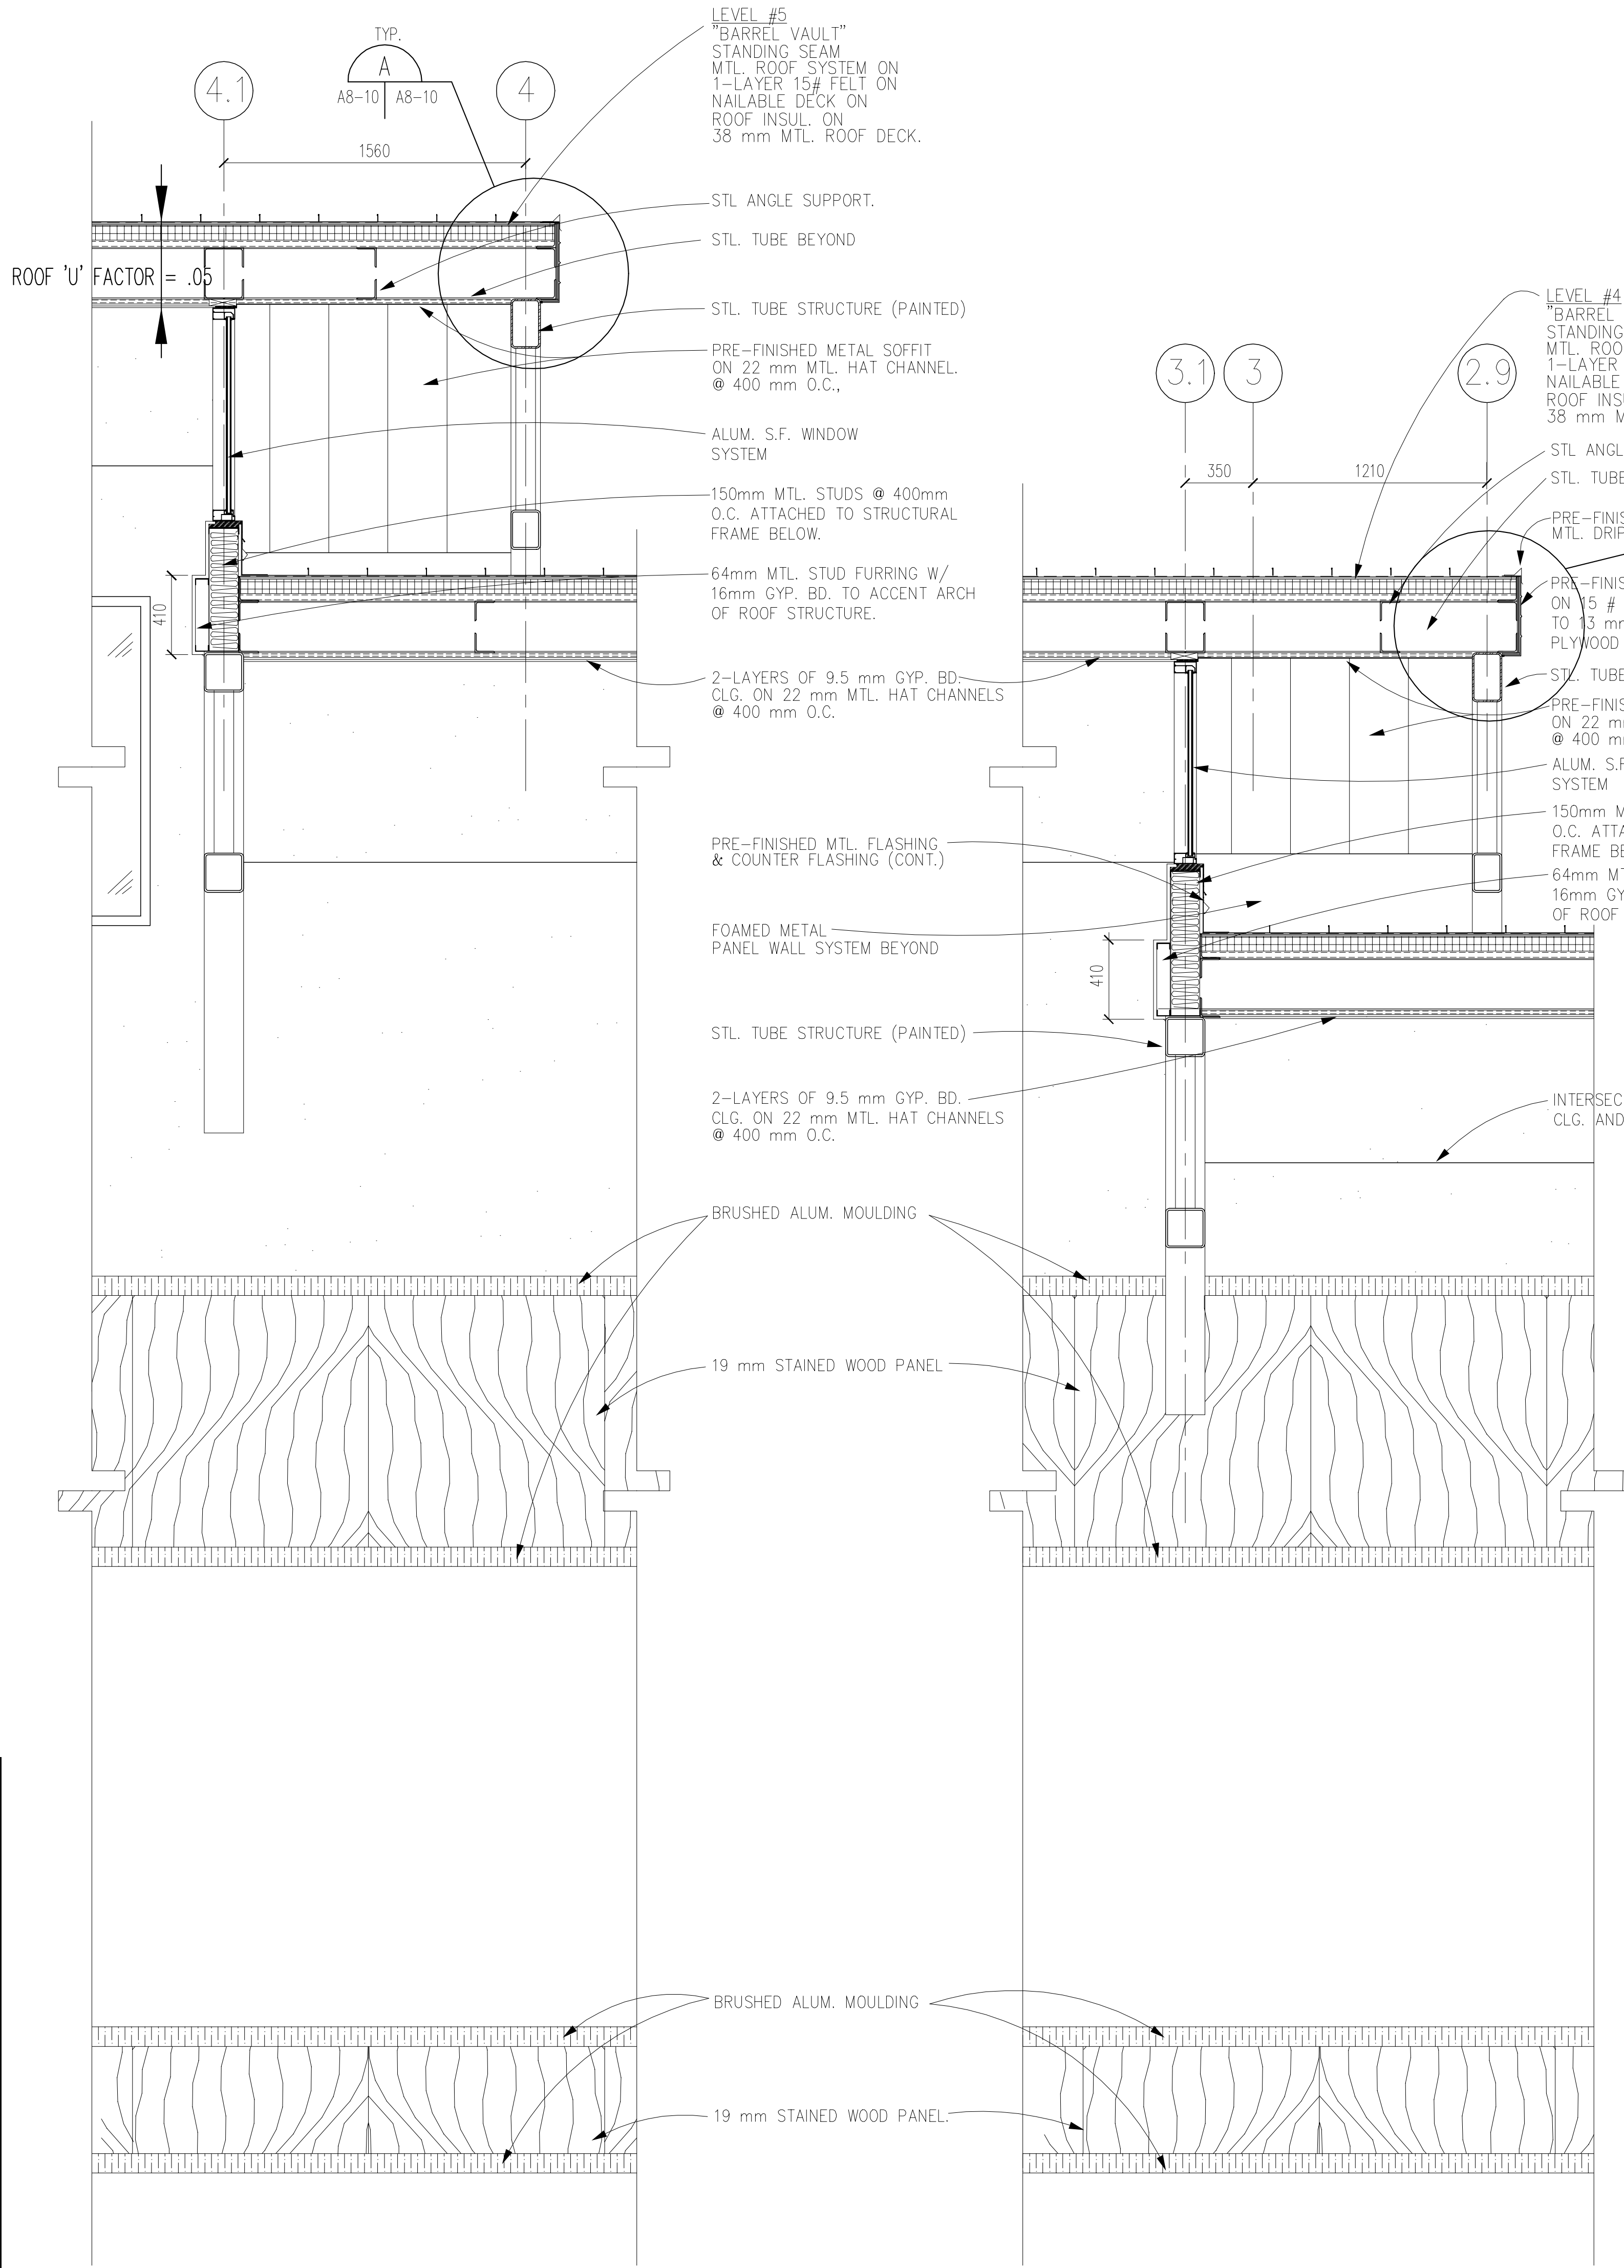 LEVEL #5
"BARREL VAULT"
STANDING SEAM
MTL. ROOF SYSTEM ON
1-LAYER 15# FELT ON
NAILABLE DECK ON
ROOF INSUL. ON
38 mm MTL. ROOF DECK.
TYP.
A
A8-10 A8-10
4.1
4
1560
STL ANGLE SUPPORT.
STL. TUBE BEYOND
ROOF 'U' FACTOR = .05
STL. TUBE STRUCTURE (PAINTED)
PRE-FINISHED METAL SOFFIT
ON 22 mm MTL. HAT CHANNEL.
@ 400 mm O.C.,
ALUM. S.F. WINDOW
SYSTEM
150mm MTL. STUDS @ 400mm
O.C. ATTACHED TO STRUCTURAL
FRAME BELOW.
64mm MTL. STUD FURRING W/
16mm GYP. BD. TO ACCENT ARCH
OF ROOF STRUCTURE.
410
2-LAYERS OF 9.5 mm GYP. BD.
CLG. ON 22 mm MTL. HAT CHANNELS
@ 400 mm O.C.
PRE-FINISHED MTL. FLASHING
& COUNTER FLASHING (CONT.)
FOAMED METAL
PANEL WALL SYSTEM BEYOND
STL. TUBE STRUCTURE (PAINTED)
2-LAYERS OF 9.5 mm GYP. BD.
CLG. ON 22 mm MTL. HAT CHANNELS
@ 400 mm O.C.
BRUSHED ALUM. MOULDING
19 mm STAINED WOOD PANEL
BRUSHED ALUM. MOULDING
19 mm STAINED WOOD PANEL.
LEVEL #4
"BARREL
STANDING
MTL. ROO
1-LAYER
NAILABLE
ROOF INSU
38 mm M
3.1
3
2.9
350
1210
STL ANGL
STL. TUBE
PRE-FINIS
MTL. DRIP
PRE-FINIS
ON 15 #
TO 13 mm
PLYWOOD
STL. TUBE
PRE-FINIS
ON 22 mm
@ 400 mm
ALUM. S.F
SYSTEM
150mm M
O.C. ATTA
FRAME BE
64mm MT
16mm GY
OF ROOF
410
INTERSEC
CLG. AND